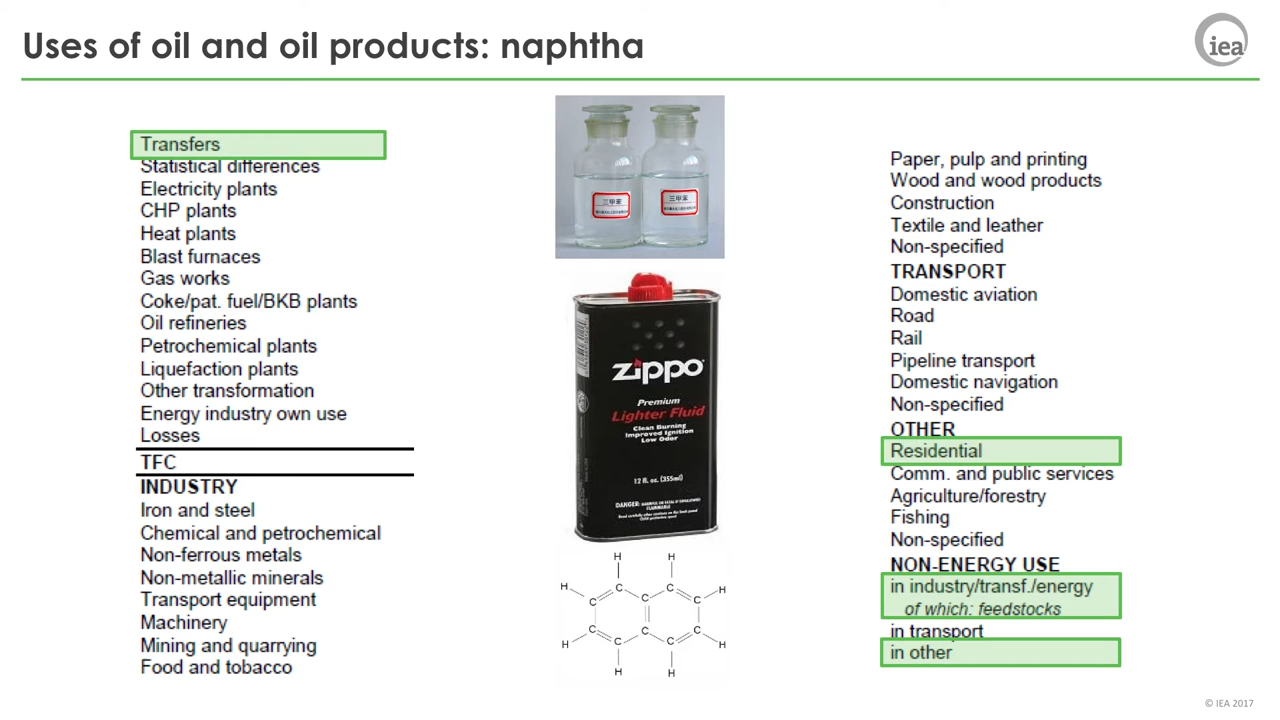 Uses of oil and oil products: naphtha
iea
Transfers
Statistical differences
Electricity plants
CHP plants
Heat plants
Blast furnaces
Gas works
Coke/pat. fuel/BKB plants
Oil refineries
Petrochemical plants
Liquefaction plants
Other transformation
Energy industry own use
Losses
TFC
INDUSTRY
Iron and steel
Chemical and petrochemical
Non-ferrous metals
Non-metallic minerals
Transport equipment
Machinery
Mining and quarrying
Food and tobacco
三甲苯
三甲苯
zippo
Premium
Lighter Fluid
Clean Burning
Improved Ignition
Low Odor
12 fl. oz. (355ml)
H H
H C C H
C C C
C C C
H C C H
H H
Paper, pulp and printing
Wood and wood products
Construction
Textile and leather
Non-specified
TRANSPORT
Domestic aviation
Road
Rail
Pipeline transport
Domestic navigation
Non-specified
OTHER
Residential
Comm. and public services
Agriculture/forestry
Fishing
Non-specified
NON-ENERGY USE
in industry/transf./energy
of which: feedstocks
in transport
in other
© IEA 2017